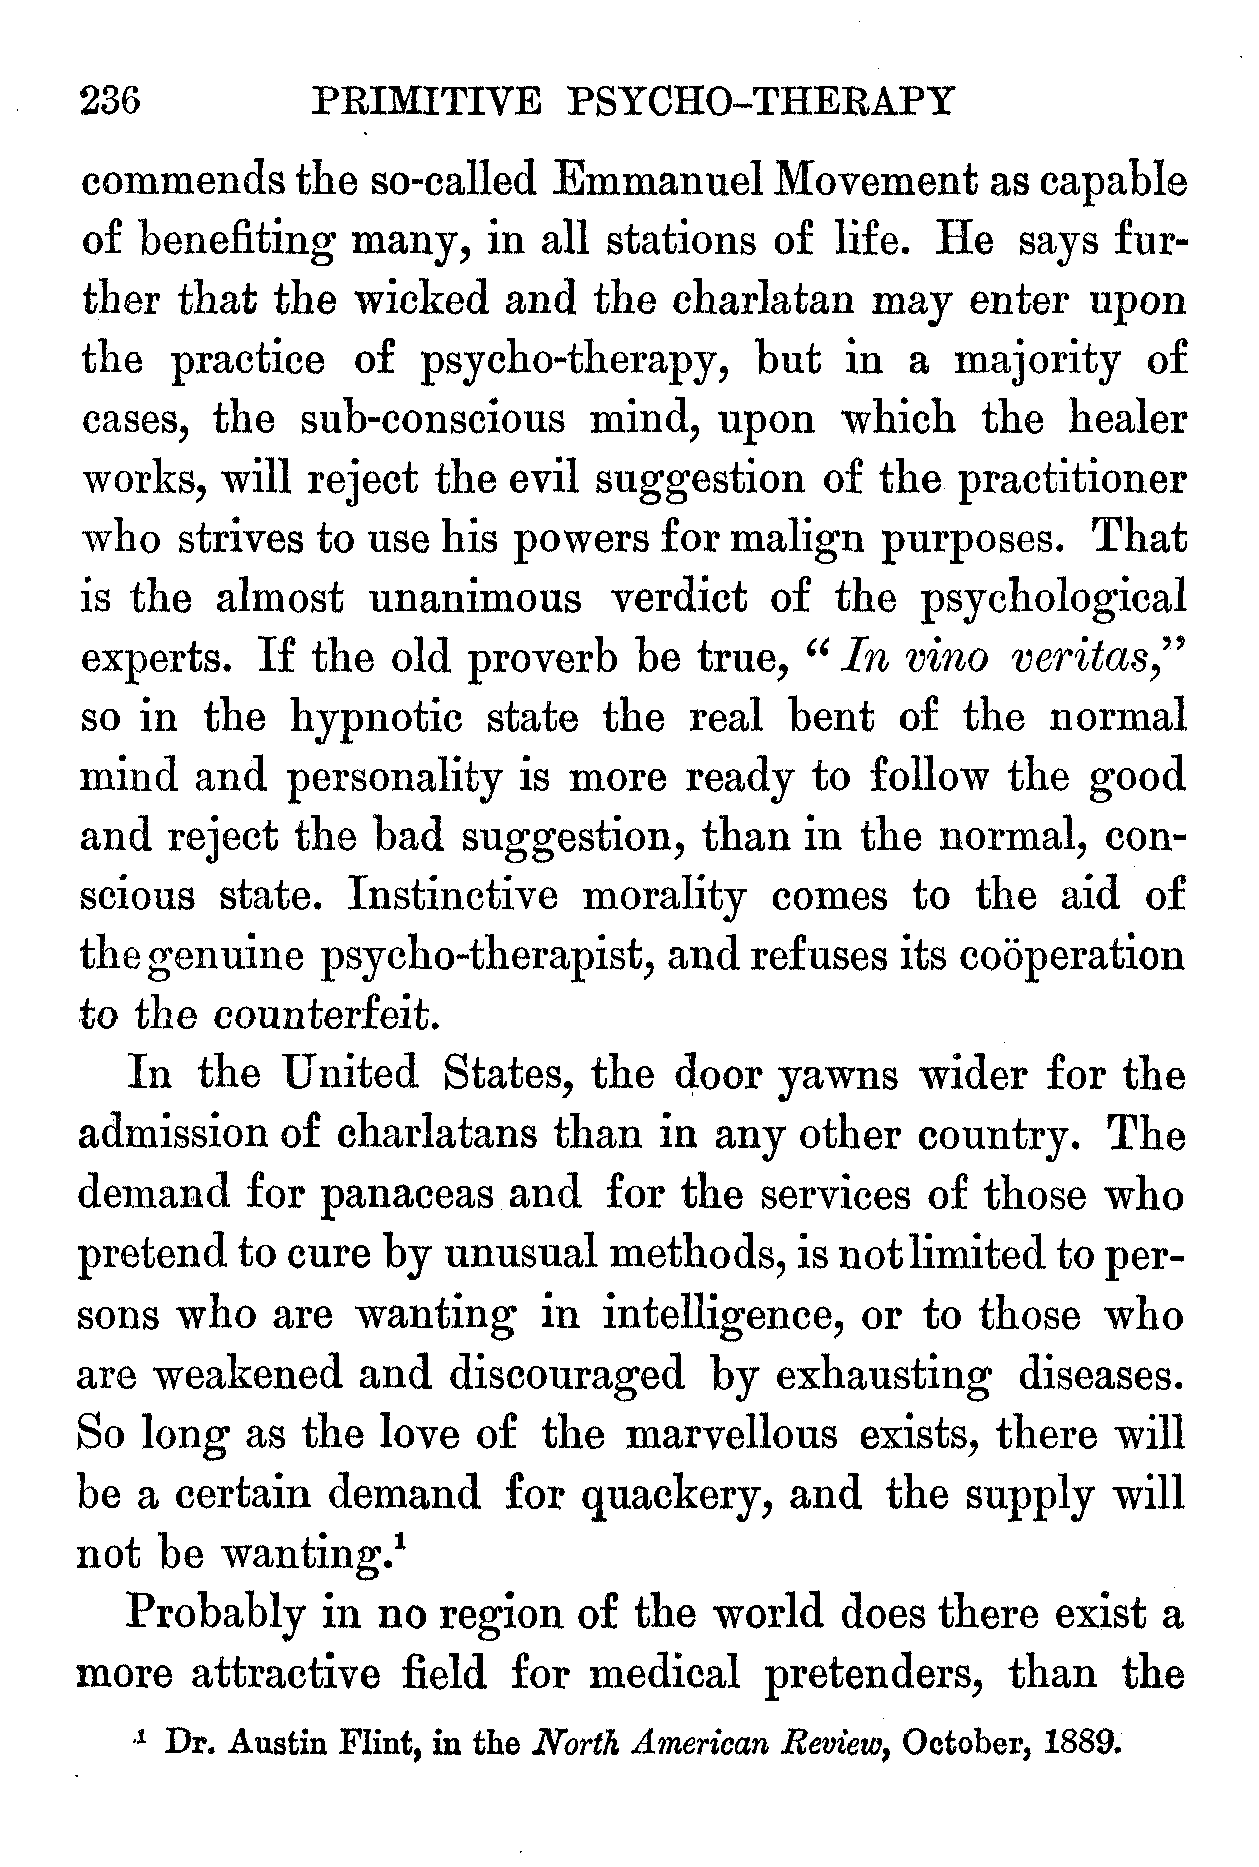 236 PRIMITIVE PSYCHO-THERAPY
commends the so-called Emmanuel Movement as capable
of benefiting many, in all stations of life. He says fur-
ther that the wicked and the charlatan may enter upon
the practice of psycho-therapy, but in a majority of
cases, the sub-conscious mind, upon which the healer
works, will reject the evil suggestion of the practitioner
who strives to use his powers for malign purposes. That
is the almost unanimous verdict of the psychological
experts. If the old proverb be true, “ In vino veritas,”
so in the hypnotic state the real bent of the normal
mind and personality is more ready to follow the good
and reject the bad suggestion, than in the normal, con-
scious state. Instinctive morality comes to the aid of
the genuine psycho-therapist, and refuses its coöperation
to the counterfeit.
In the United States, the door yawns wider for the
admission of charlatans than in any other country. The
demand for panaceas and for the services of those who
pretend to cure by unusual methods, is not limited to per-
sons who are wanting in intelligence, or to those who
are weakened and discouraged by exhausting diseases.
So long as the love of the marvellous exists, there will
be a certain demand for quackery, and the supply will
not be wanting.¹
Probably in no region of the world does there exist a
more attractive field for medical pretenders, than the
¹ Dr. Austin Flint, in the North American Review, October, 1889.